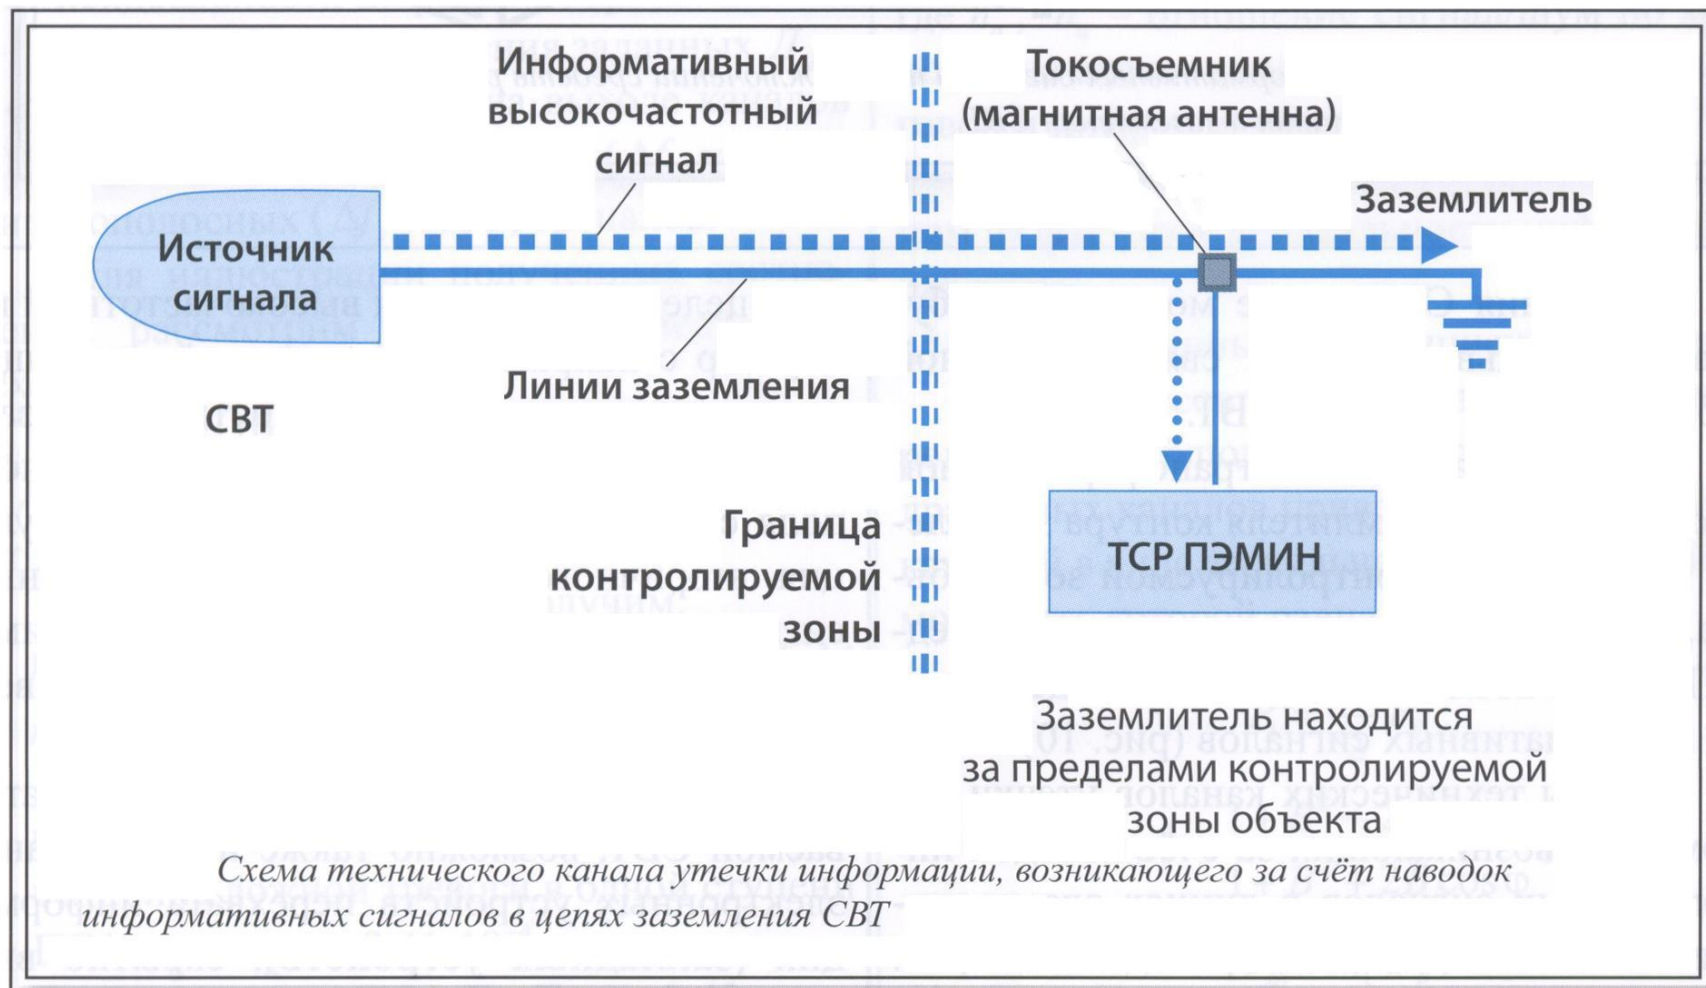 Информативный
высокочастотный
сигнал
Токосъемник
(магнитная антенна)
Заземлитель
Источник
сигнала
Линии заземления
СВТ
Граница
контролируемой
зоны
ТСР ПЭМИН
Заземлитель находится
за пределами контролируемой
зоны объекта
Схема технического канала утечки информации, возникающего за счёт наводок
информативных сигналов в цепях заземления СВТ